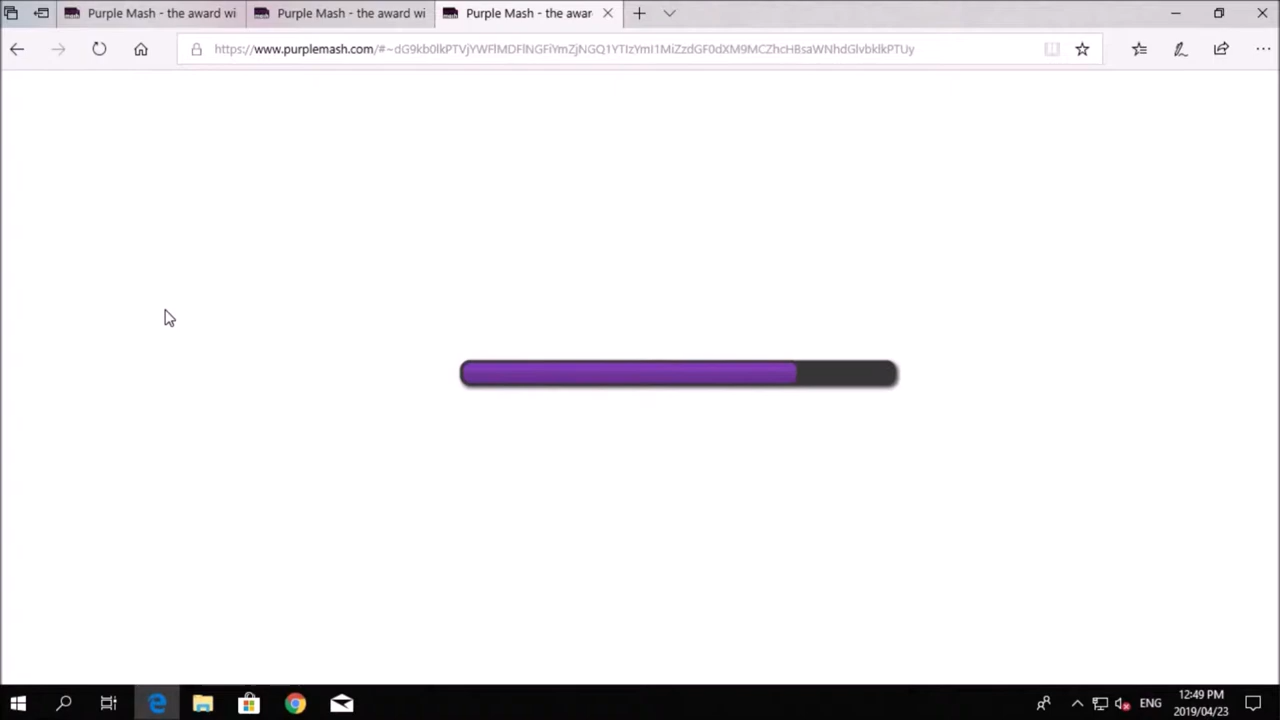 Purple Mash - the award wi
Purple Mash - the award wi
Purple Mash - the awar
https://www.purplemash.com/#~
ENG
12:49 PM
2019/04/23